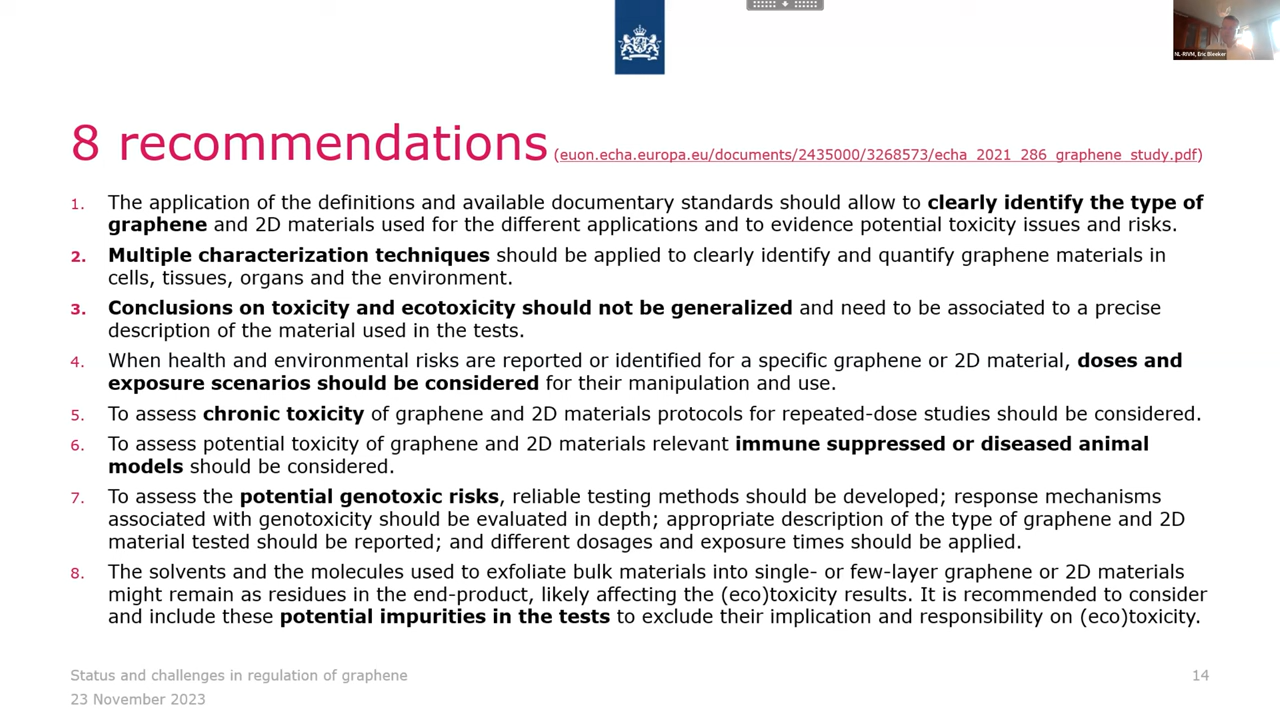 NL-RIVM, Eric Bleeker
8 recommendations (euon.echa.europa.eu/documents/2435000/3268573/echa_2021_286_graphene_study.pdf)
1. The application of the definitions and available documentary standards should allow to clearly identify the type of
graphene and 2D materials used for the different applications and to evidence potential toxicity issues and risks.
2. Multiple characterization techniques should be applied to clearly identify and quantify graphene materials in
cells, tissues, organs and the environment.
3. Conclusions on toxicity and ecotoxicity should not be generalized and need to be associated to a precise
description of the material used in the tests.
4. When health and environmental risks are reported or identified for a specific graphene or 2D material, doses and
exposure scenarios should be considered for their manipulation and use.
5. To assess chronic toxicity of graphene and 2D materials protocols for repeated-dose studies should be considered.
6. To assess potential toxicity of graphene and 2D materials relevant immune suppressed or diseased animal
models should be considered.
7. To assess the potential genotoxic risks, reliable testing methods should be developed; response mechanisms
associated with genotoxicity should be evaluated in depth; appropriate description of the type of graphene and 2D
material tested should be reported; and different dosages and exposure times should be applied.
8. The solvents and the molecules used to exfoliate bulk materials into single- or few-layer graphene or 2D materials
might remain as residues in the end-product, likely affecting the (eco)toxicity results. It is recommended to consider
and include these potential impurities in the tests to exclude their implication and responsibility on (eco)toxicity.
Status and challenges in regulation of graphene
14
23 November 2023